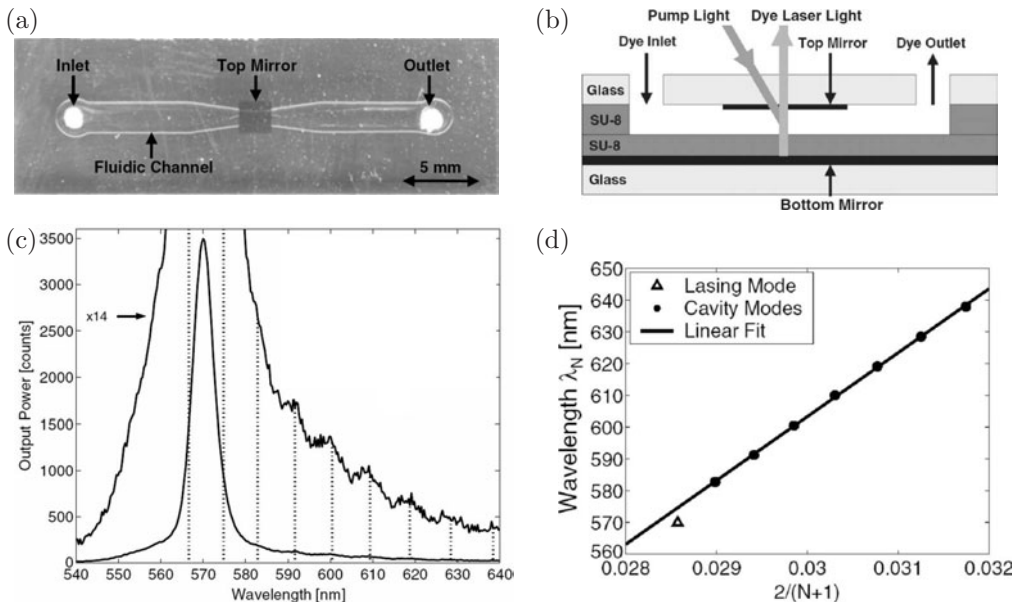 (a)
Inlet
Top Mirror
Outlet
Fluidic Channel
5 mm
(b)
Pump Light
Dye Laser Light
Dye Inlet
Top Mirror
Dye Outlet
Glass
SU-8
SU-8
Glass
Bottom Mirror
(c)
Output Power [counts]
3500
3000
2500
2000
1500
1000
500
0
x14
540 550 560 570 580 590 600 610 620 630 640
Wavelength [nm]
(d)
Wavelength λN [nm]
650
640
630
620
610
600
590
580
570
560
Lasing Mode
Cavity Modes
Linear Fit
0.028 0.029 0.03 0.031 0.032
2/(N+1)